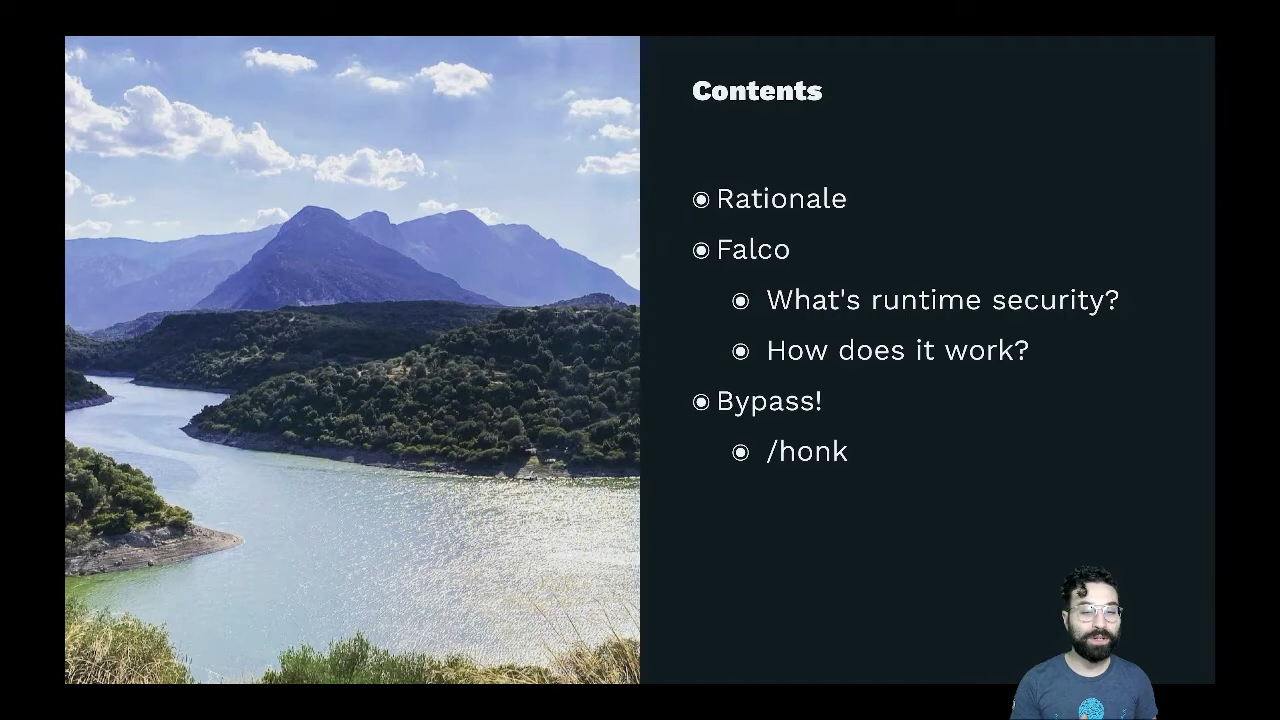 Contents
Rationale
Falco
What's runtime security?
How does it work?
Bypass!
/honk